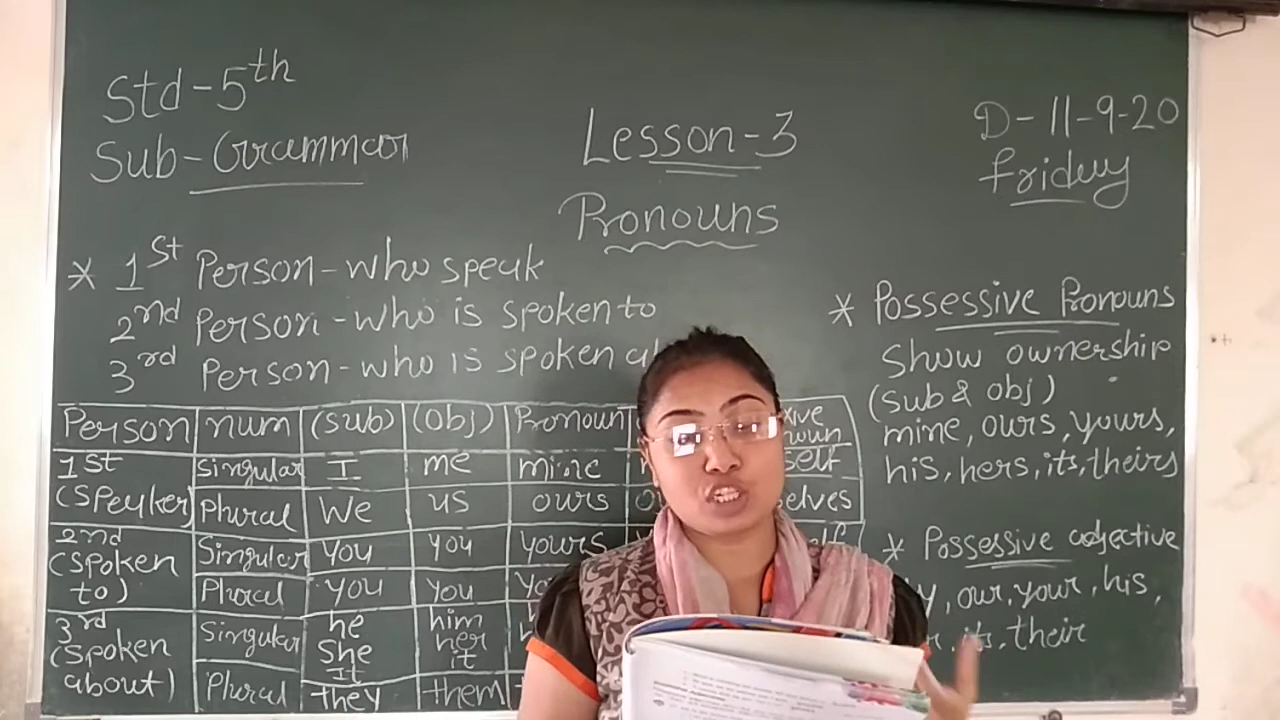 Std-5th
Sub-Grammar
Lesson-3
Pronouns
D-11-9-20
Friday
* 1st Person-who speak
2nd Person-who is spoken to
3rd Person-who is spoken
Person num (sub) (Obj) Pronoun
1st singular I me mine self
(Speaker) Plural We us ours selves
2nd Singular You you yours
(spoken to) Plural You you
3rd Singular he him
(spoken She her
about) It it
Plural they them
* Possessive Pronouns
Show ownership
(sub & obj)
mine, ours, yours,
his, hers, its, theirs
* Possessive adjective
our, your, his,
its, their